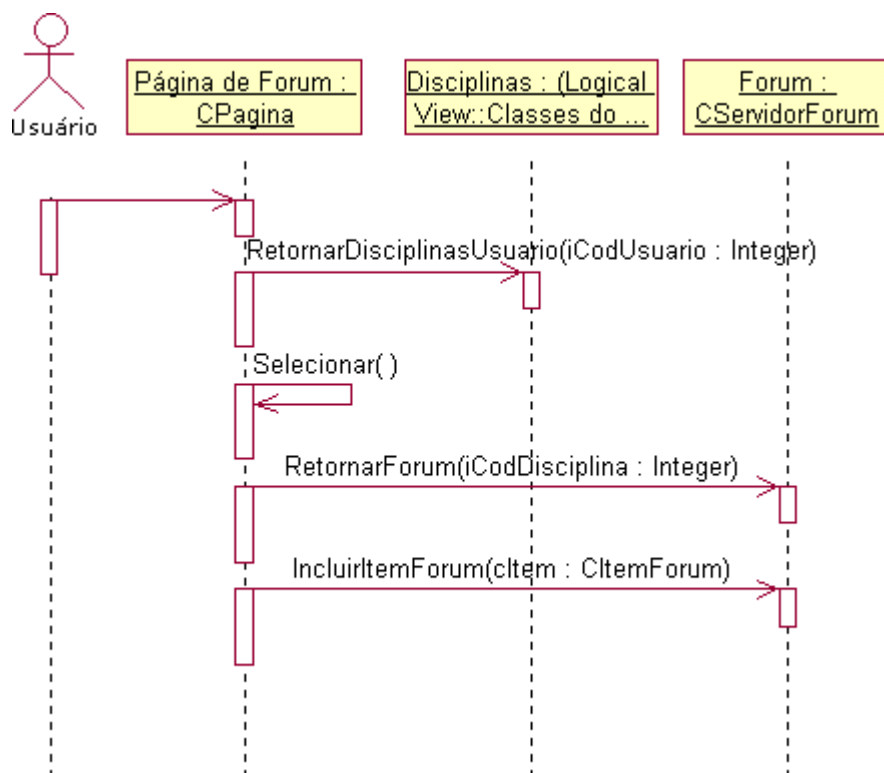 Usuário
Página de Forum :
CPagina
Disciplinas : (Logical
View::Classes do ...
Forum :
CServidorForum
RetornarDisciplinasUsuario(iCodUsuario : Integer)
Selecionar( )
RetornarForum(iCodDisciplina : Integer)
IncluirItemForum(cItem : CItemForum)